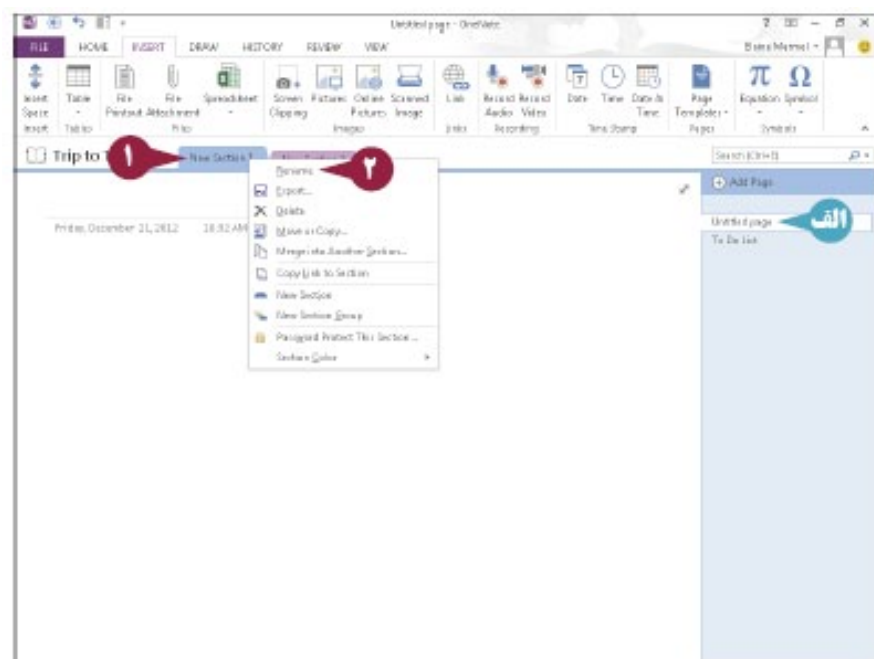 Untitled page - OneNote
FILE HOME INSERT DRAW HISTORY REVIEW VIEW
Insert Space Table File Printout File Attachment Spreadsheet Screen Clipping Pictures Online Pictures Scanned Image Link Record Audio Record Video Date Time Date & Time Page Templates Equation Symbol
Insert Tables Files Images Links Recording Time Stamp Pages Symbols
Trip to
New Section 1
Search (Ctrl+E)
۱
۲
الف
Rename
Export...
Delete
Move or Copy...
Merge into Another Section...
Copy Link to Section
New Section
New Section Group
Password Protect This Section...
Section Color
Friday, December 21, 2012 10:52 AM
Add Page
Untitled page
To Do List